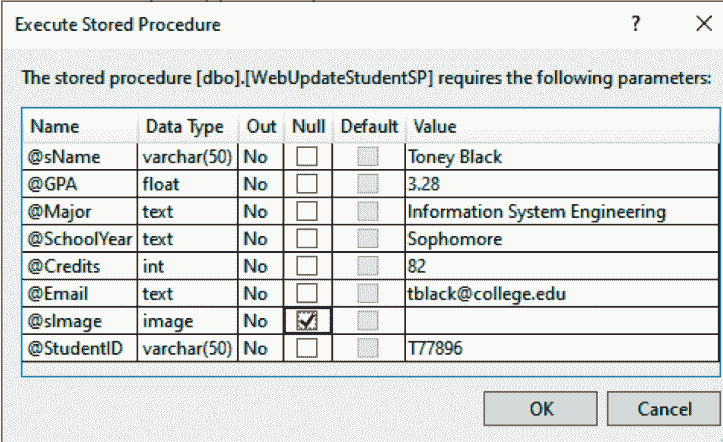 Execute Stored Procedure ?
The stored procedure [dbo].[WebUpdateStudentSP] requires the following parameters:
Name Data Type Out Null Default Value
@sName varchar(50) No Toney Black
@GPA float No 3.28
@Major text No Information System Engineering
@SchoolYear text No Sophomore
@Credits int No 82
@Email text No tblack@college.edu
@sImage image No
@StudentID varchar(50) No T77896
OK Cancel